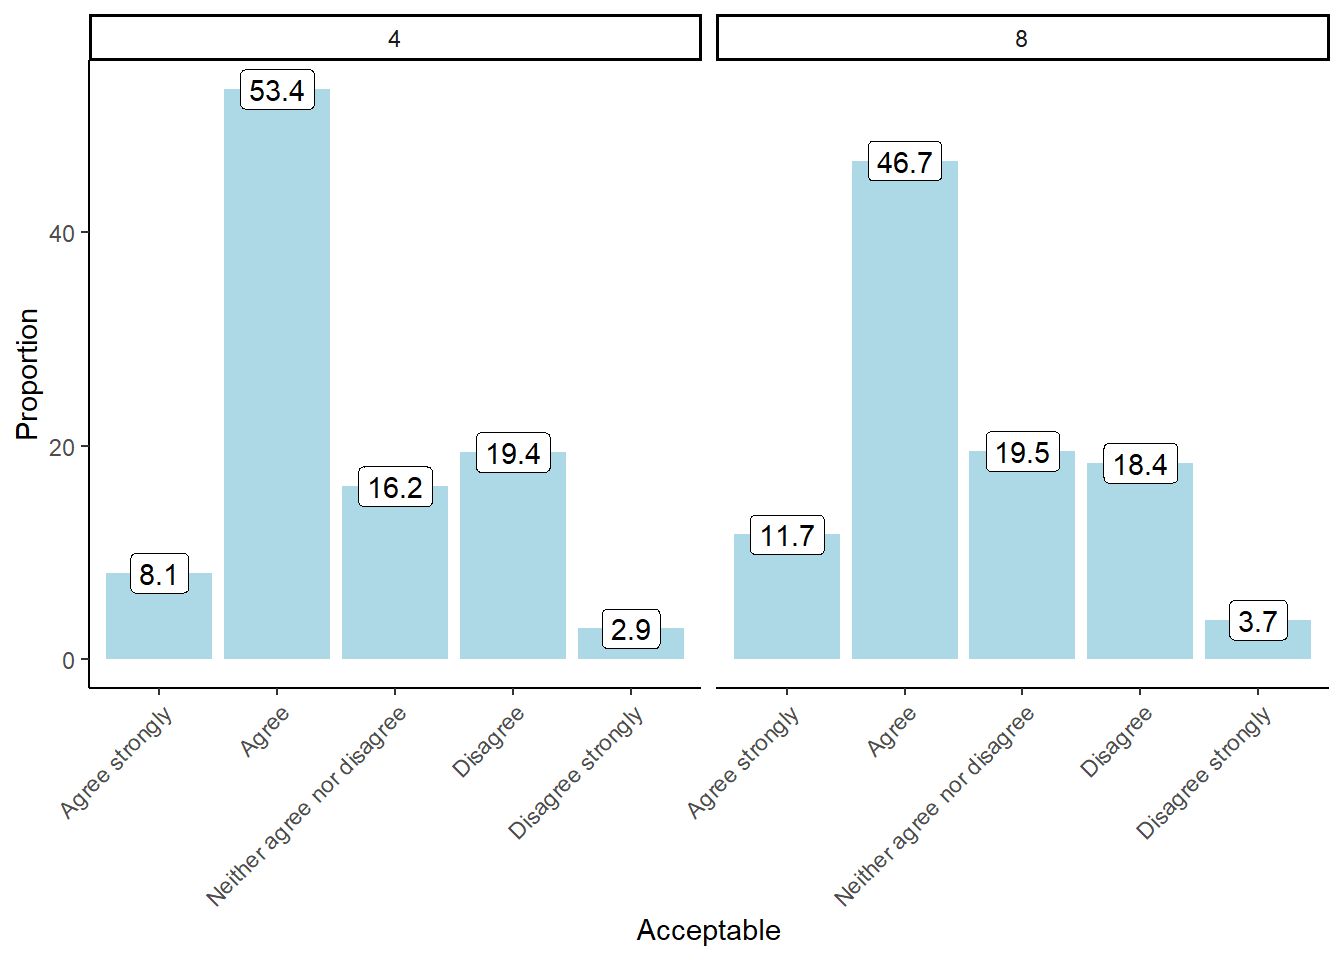 4
8
Proportion
40
20
0
53.4
8.1
16.2
19.4
2.9
46.7
11.7
19.5
18.4
3.7
Agree strongly
Agree
Neither agree nor disagree
Disagree
Disagree strongly
Agree strongly
Agree
Neither agree nor disagree
Disagree
Disagree strongly
Acceptable